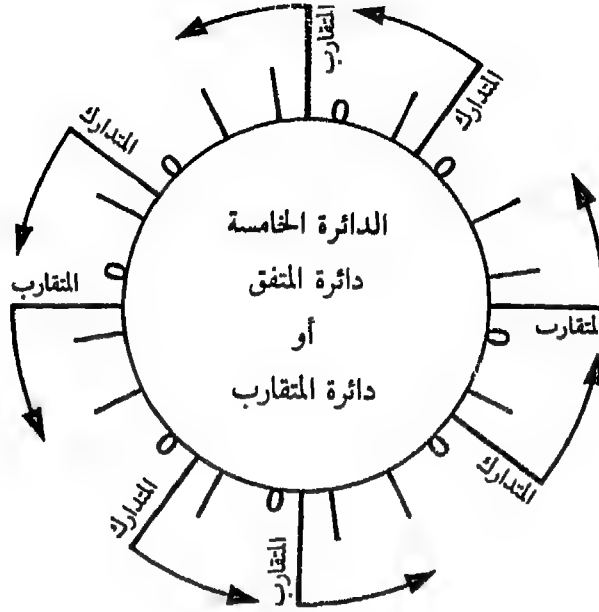 المتقارب
المتدارك
المتدارك
الدائرة الخامسة
دائرة المتفق
أو
دائرة المتقارب
المتقارب
المتقارب
المتدارك
المتدارك
المتقارب